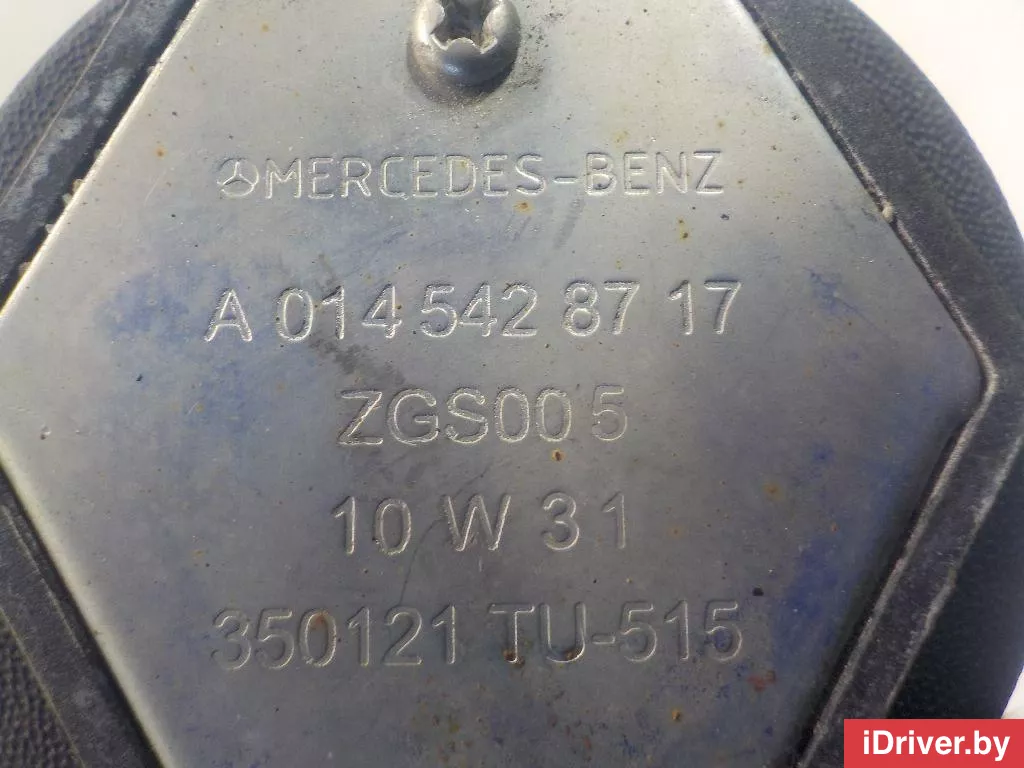 MERCEDES-BENZ
A 014 542 87 17
ZGS00 5
10 W 31
350121 TU-515
iDriver.by